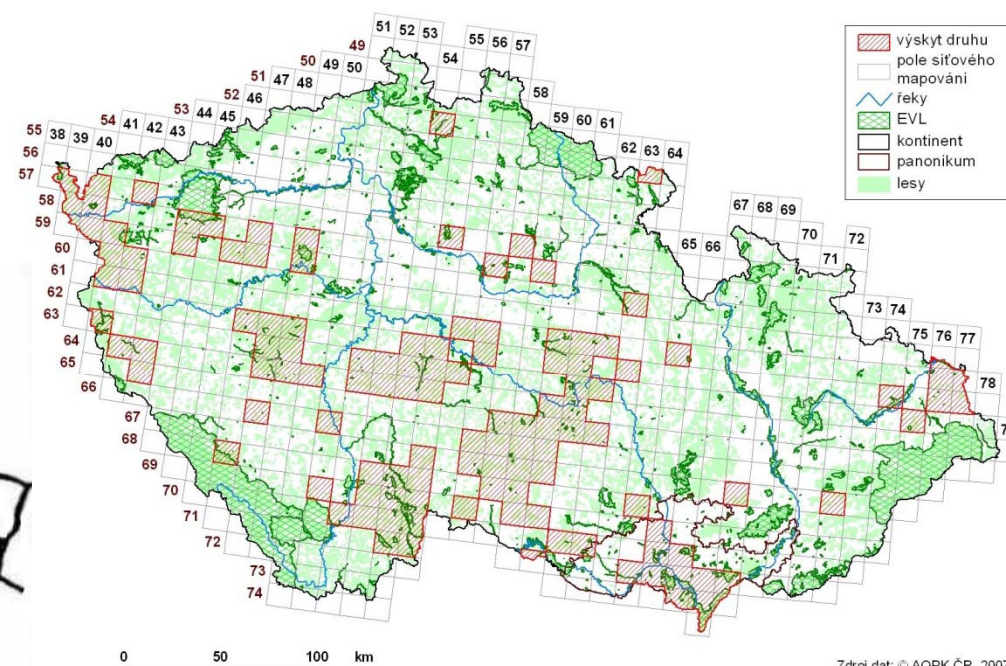 51 52 53
55 56 57
49
54
50
49 50
58
51
47 48
52
46
59 60 61
53
44 45
54
41 42 43
62 63 64
55
38 39 40
56
57
67 68 69
58
70
72
59
65 66
71
60
61
73 74
62
75 76 77
63
64
78
65
66
67
68
69
70
71
72
73
74
výskyt druhu
pole síťového
mapování
řeky
EVL
kontinent
panonikum
lesy
0 50 100 km
Zdroj dat: © AOPK ČR, 2007